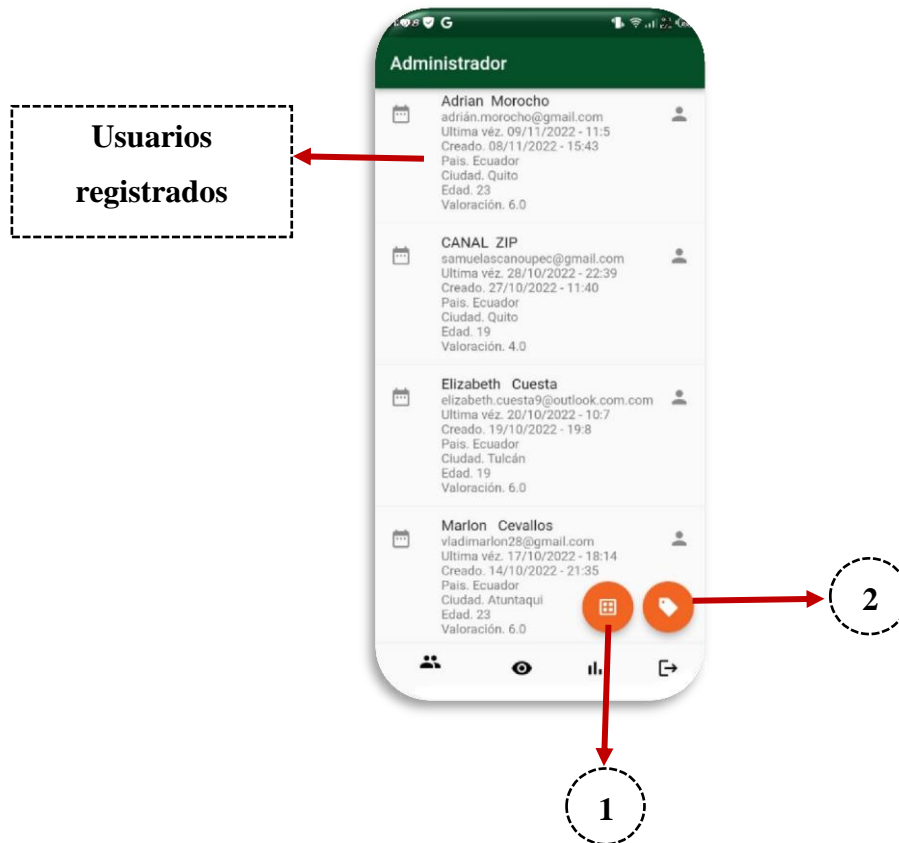 G
Administrador
Usuarios
registrados
Adrian Morocho
adrián.morocho@gmail.com
Ultima véz. 09/11/2022 - 11:5
Creado. 08/11/2022 - 15:43
Pais. Ecuador
Ciudad. Quito
Edad. 23
Valoración. 6.0
CANAL ZIP
samuelascanoupec@gmail.com
Ultima véz. 28/10/2022 - 22:39
Creado. 27/10/2022 - 11:40
Pais. Ecuador
Ciudad. Quito
Edad. 19
Valoración. 4.0
Elizabeth Cuesta
elizabeth.cuesta9@outlook.com.com
Ultima véz. 20/10/2022 - 10:7
Creado. 19/10/2022 - 19:8
Pais. Ecuador
Ciudad. Tulcán
Edad. 19
Valoración. 6.0
Marlon Cevallos
vladimarlon28@gmail.com
Ultima véz. 17/10/2022 - 18:14
Creado. 14/10/2022 - 21:35
Pais. Ecuador
Ciudad. Atuntaqui
Edad. 23
Valoración. 6.0
2
1